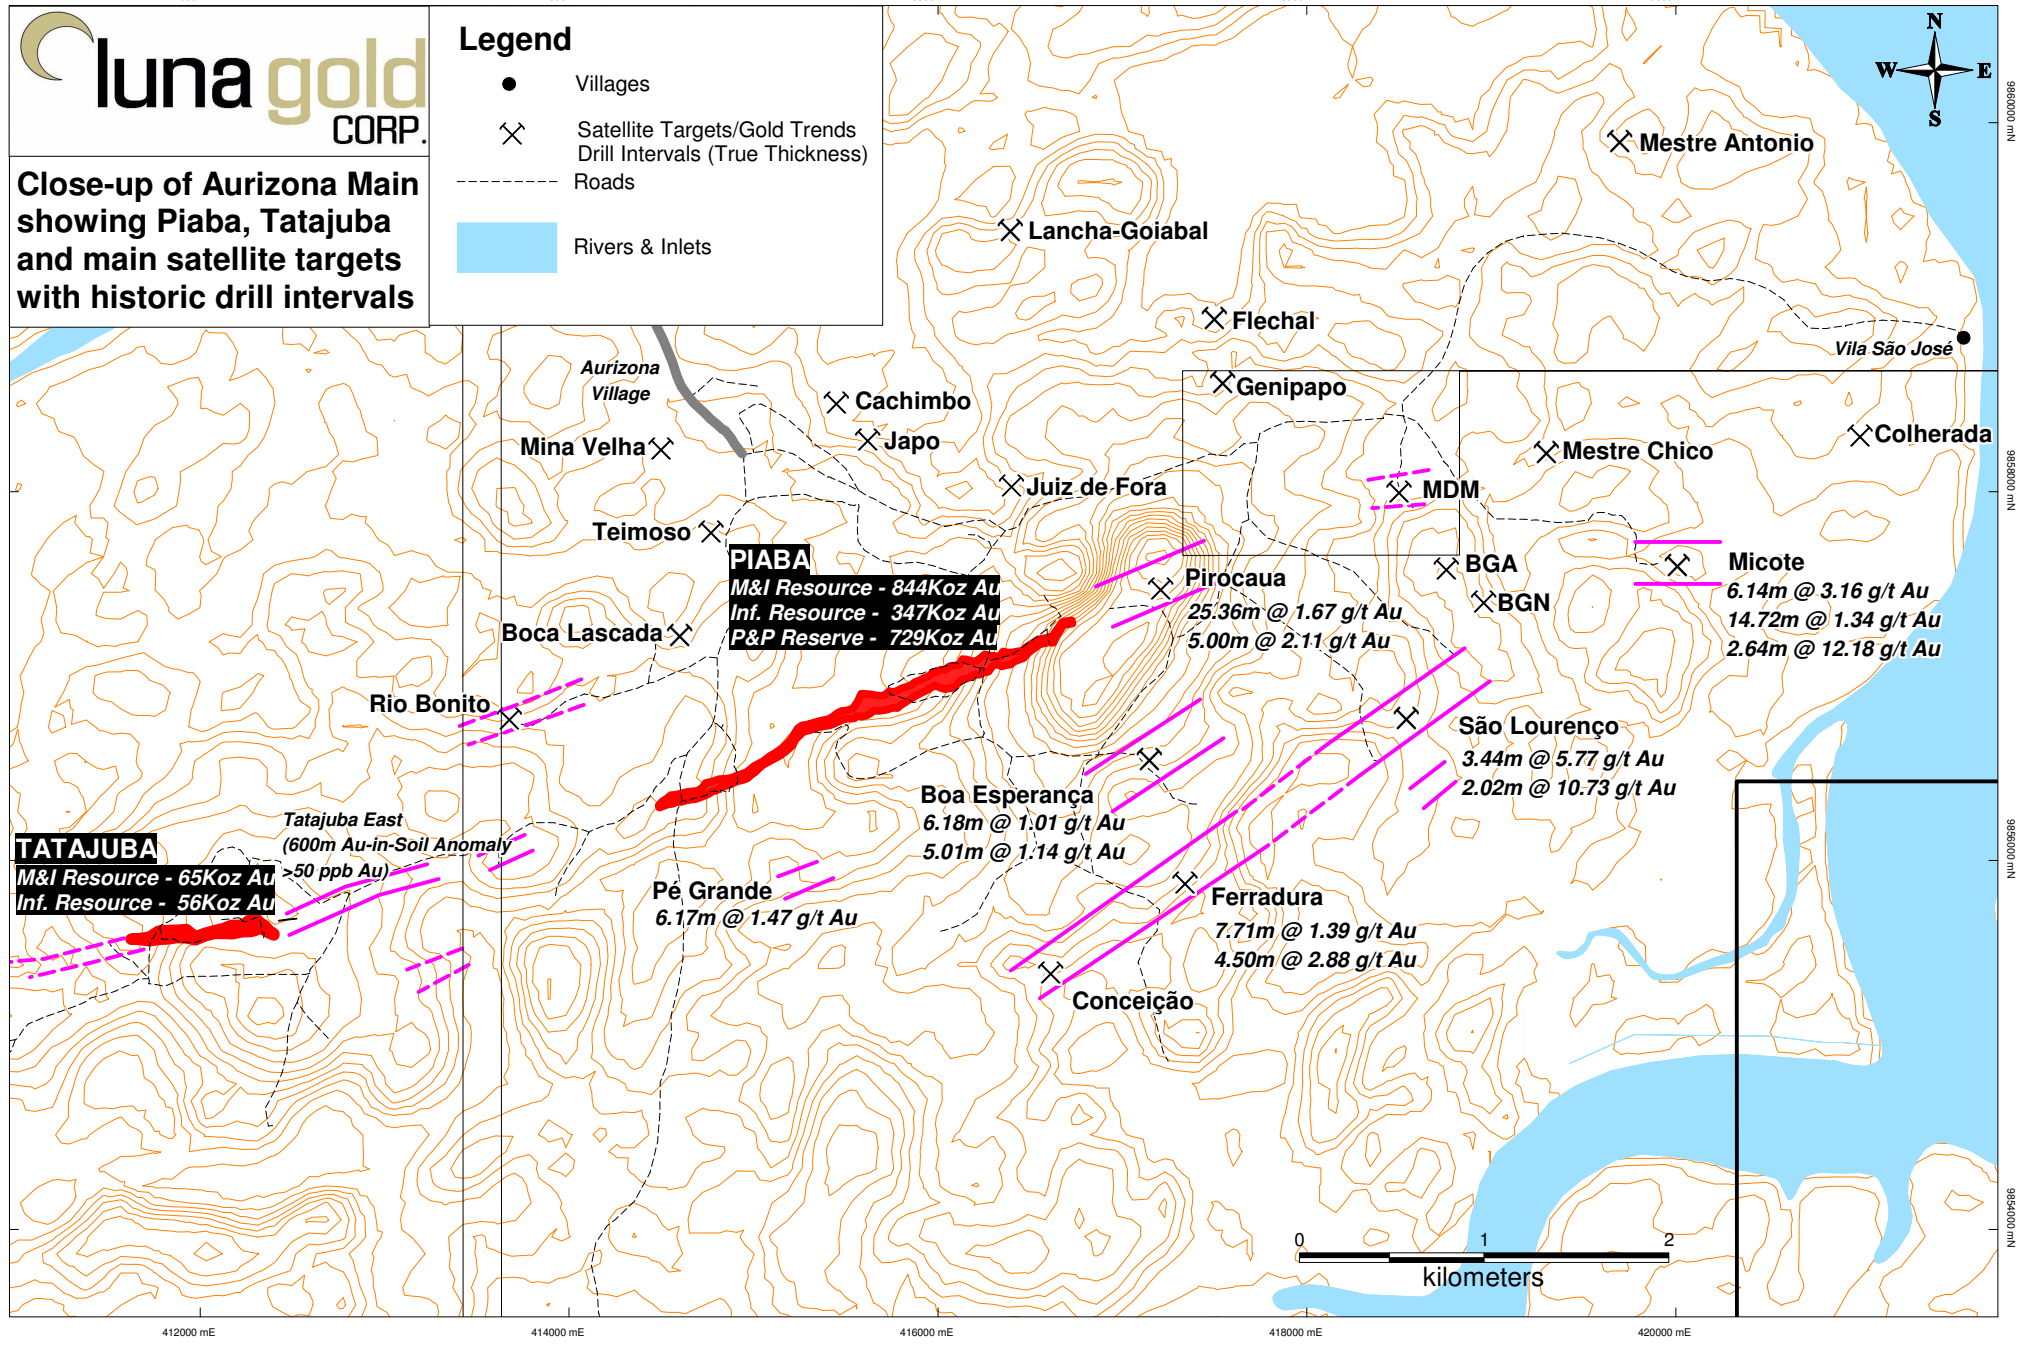 luna gold
CORP.
Close-up of Aurizona Main
showing Piaba, Tatajuba
and main satellite targets
with historic drill intervals
Legend
Villages
Satellite Targets/Gold Trends
Drill Intervals (True Thickness)
Roads
Rivers & Inlets
N
W
E
S
9860000 mN
Mestre Antonio
Lancha-Goiabal
Flechal
Vila São José
Aurizona
Village
Genipapo
Cachimbo
Japo
Mina Velha
Colherada
Mestre Chico
Juiz de Fora
MDM
9858000 mN
Teimoso
PIABA
M&I Resource - 844Koz Au
Inf. Resource - 347Koz Au
P&P Reserve - 729Koz Au
BGA
BGN
Micote
6.14m @ 3.16 g/t Au
14.72m @ 1.34 g/t Au
2.64m @ 12.18 g/t Au
Pirocaua
25.36m @ 1.67 g/t Au
5.00m @ 2.11 g/t Au
Boca Lascada
Rio Bonito
São Lourenço
3.44m @ 5.77 g/t Au
2.02m @ 10.73 g/t Au
Boa Esperança
6.18m @ 1.01 g/t Au
5.01m @ 1.14 g/t Au
Tatajuba East
(600m Au-in-Soil Anomaly
>50 ppb Au)
TATAJUBA
M&I Resource - 65Koz Au
Inf. Resource - 56Koz Au
9856000 mN
Pé Grande
6.17m @ 1.47 g/t Au
Ferradura
7.71m @ 1.39 g/t Au
4.50m @ 2.88 g/t Au
Conceição
9854000 mN
0 1 2
kilometers
412000 mE
414000 mE
416000 mE
418000 mE
420000 mE